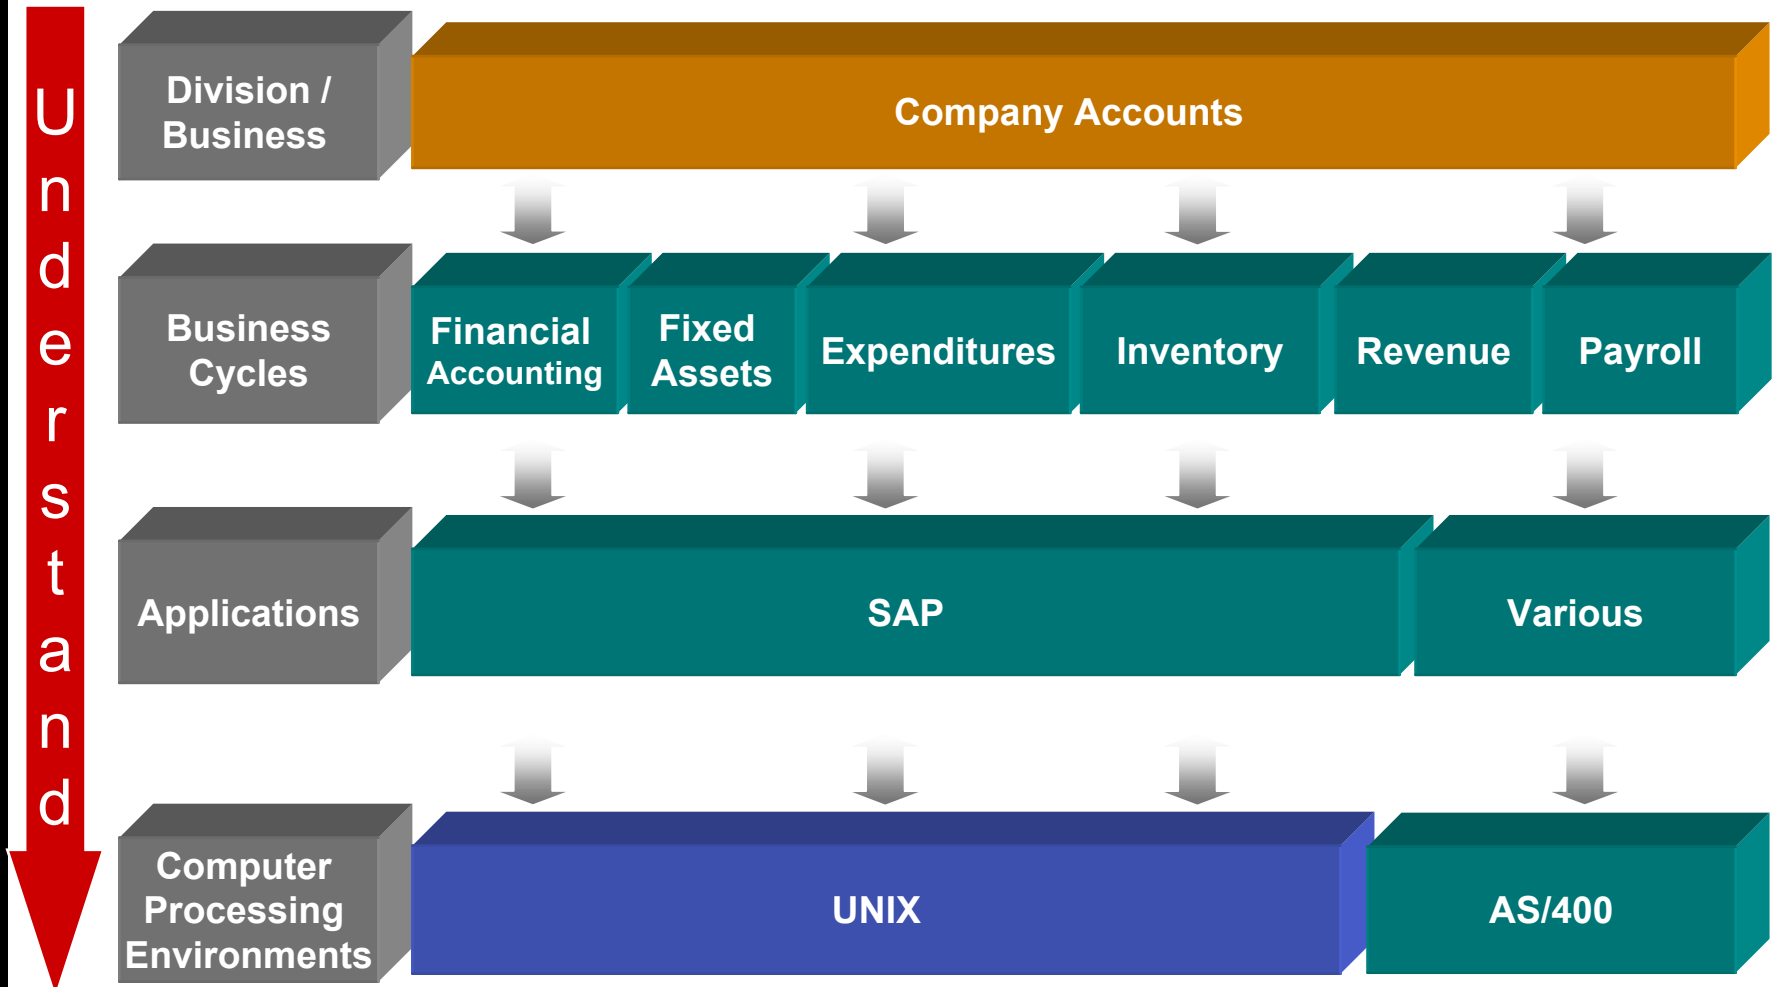 Understand
Division /
Business
Company Accounts
Business
Cycles
Financial
Accounting
Fixed
Assets
Expenditures
Inventory
Revenue
Payroll
Applications
SAP
Various
Computer
Processing
Environments
UNIX
AS/400